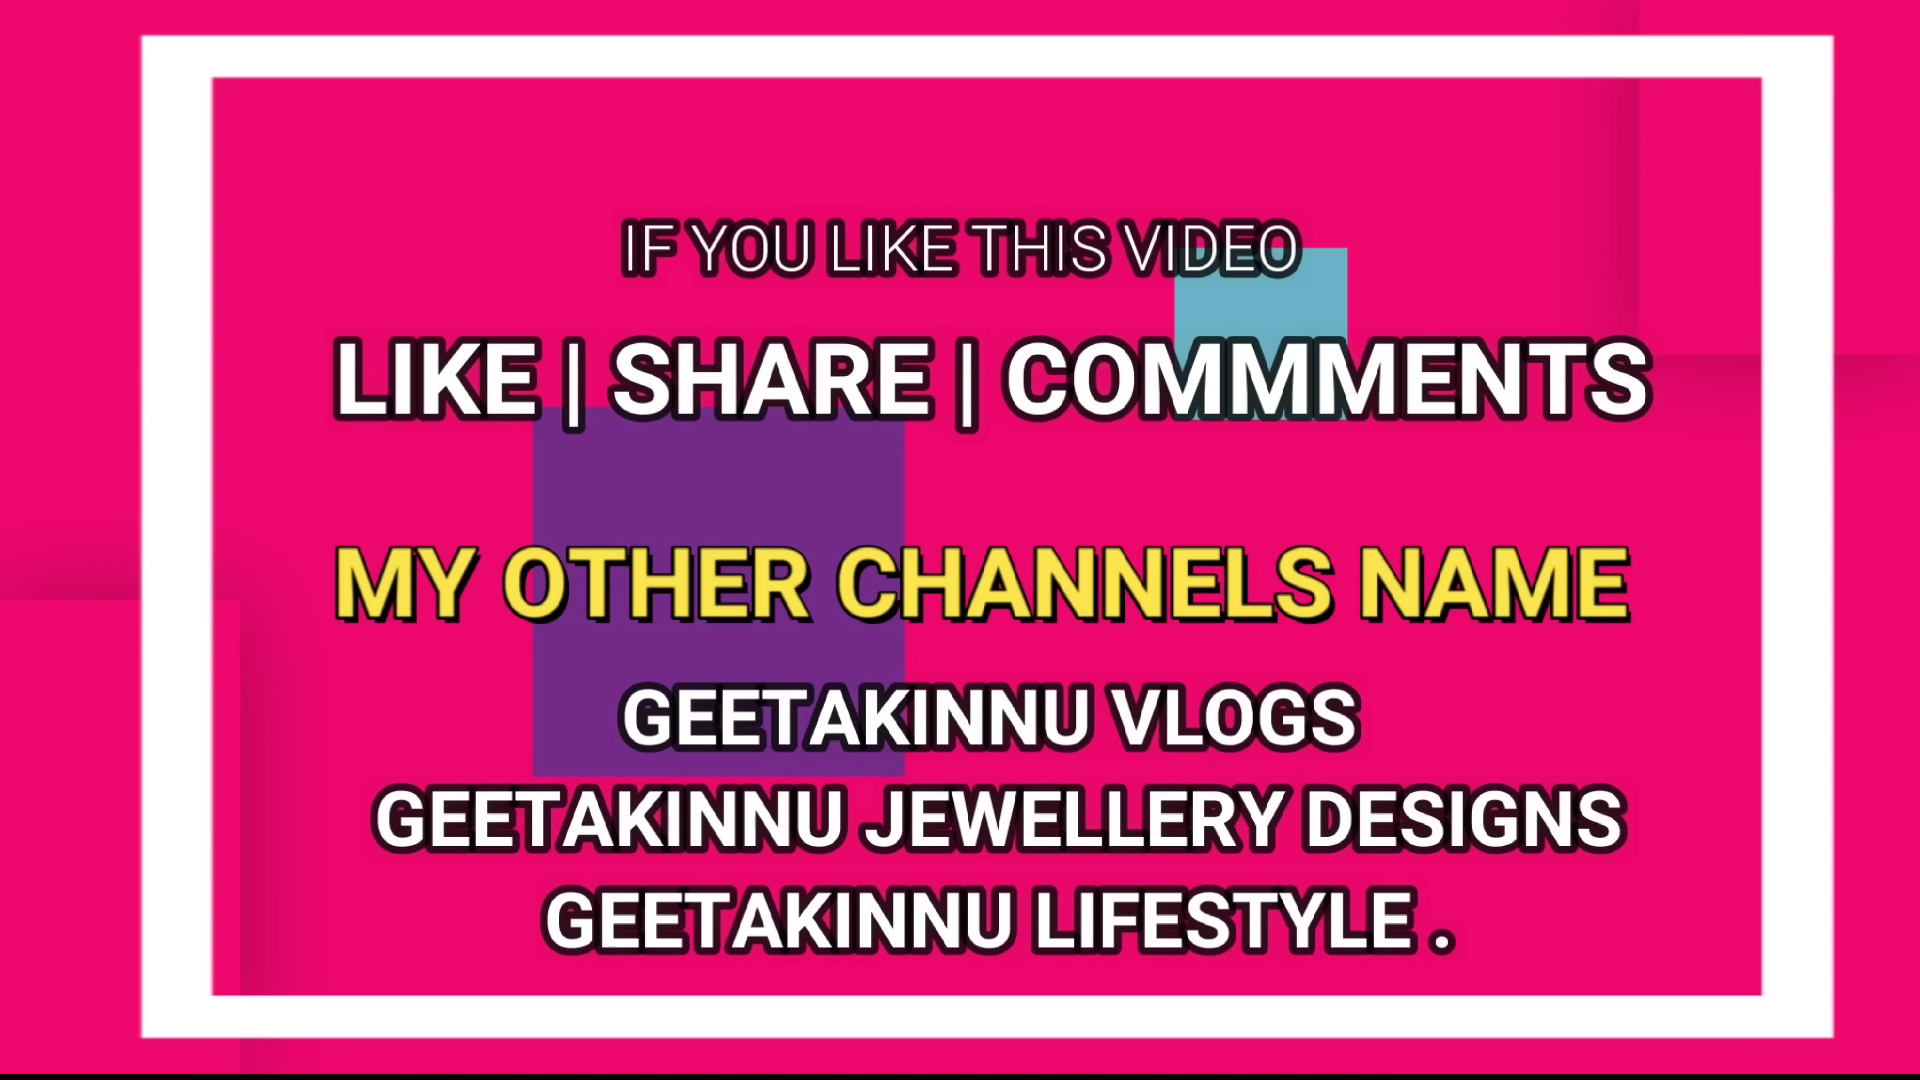 IF YOU LIKE THIS VIDEO
LIKE | SHARE | COMMMENTS
MY OTHER CHANNELS NAME
GEETAKINNU VLOGS
GEETAKINNU JEWELLERY DESIGNS
GEETAKINNU LIFESTYLE .